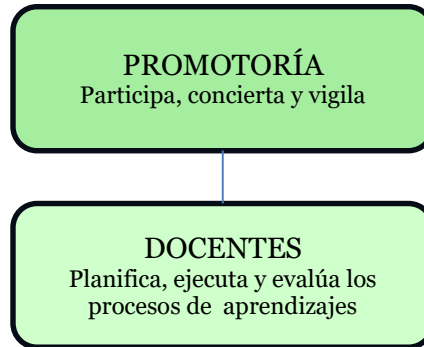 PROMOTORÍA
Participa, concierta y vigila
DOCENTES
Planifica, ejecuta y evalúa los
procesos de  aprendizajes